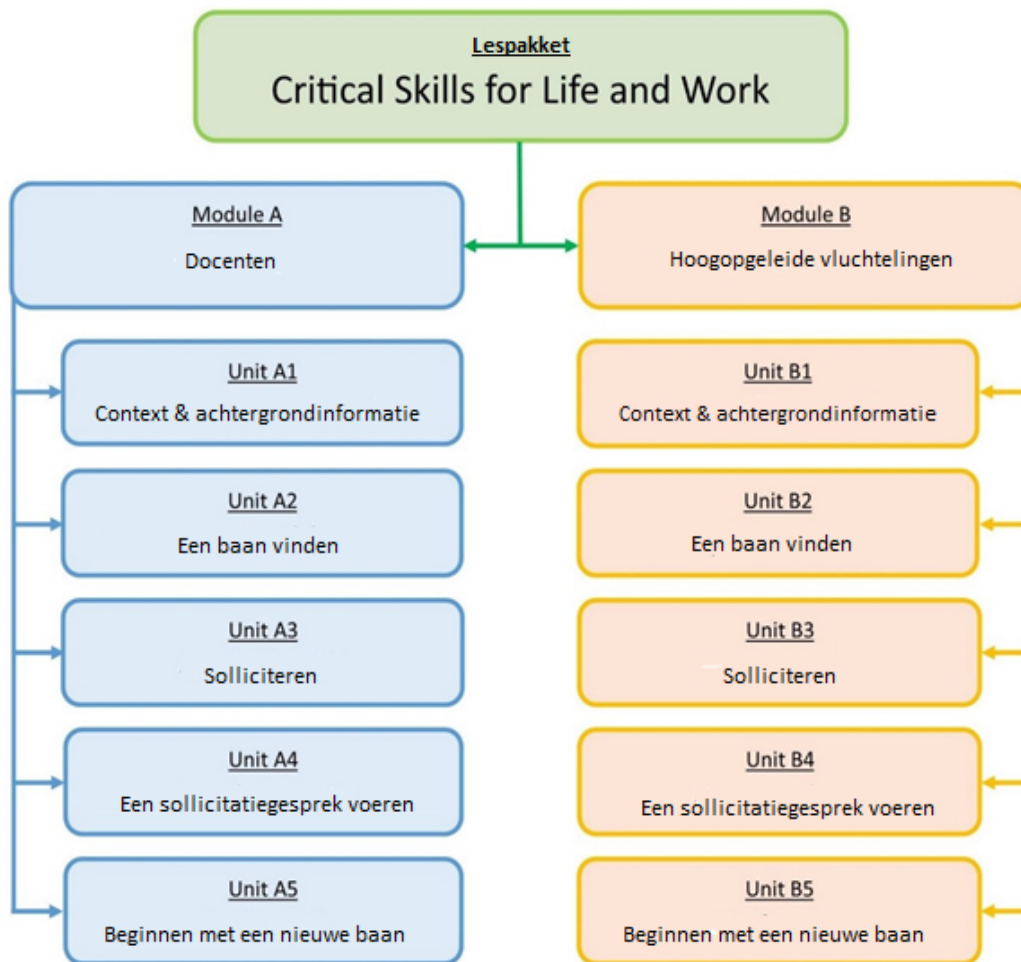 Lespakket
Critical Skills for Life and Work
Module A
Docenten
Module B
Hoogopgeleide vluchtelingen
Unit A1
Context & achtergrondinformatie
Unit B1
Context & achtergrondinformatie
Unit A2
Een baan vinden
Unit B2
Een baan vinden
Unit A3
Solliciteren
Unit B3
Solliciteren
Unit A4
Een sollicitatiegesprek voeren
Unit B4
Een sollicitatiegesprek voeren
Unit A5
Beginnen met een nieuwe baan
Unit B5
Beginnen met een nieuwe baan